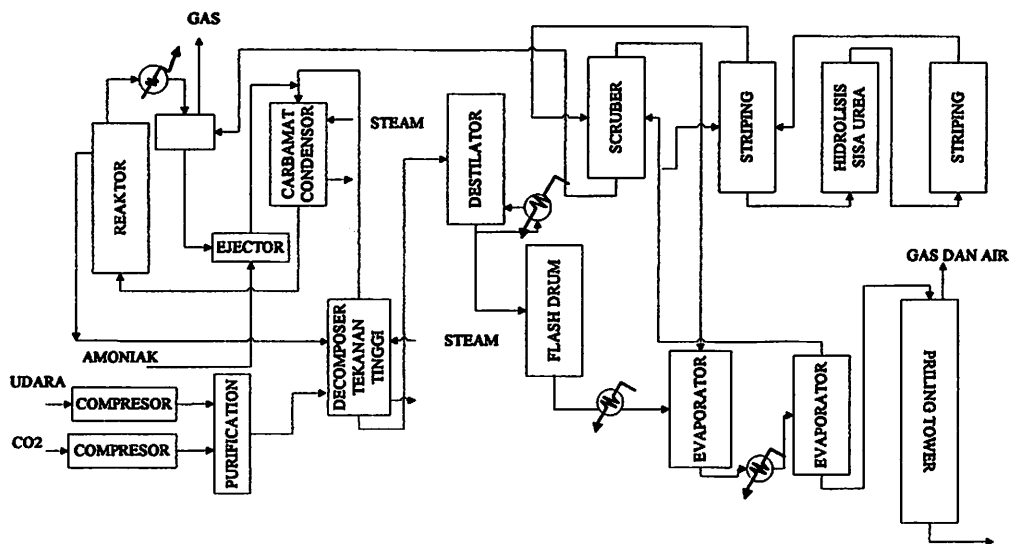 GAS
REAKTOR
CARBAMAT
CONDENSOR
STEAM
EJECTOR
DESTILATOR
SCRUBER
STRIPING
HIDROLISIS
SISA UREA
STRIPING
FLASH DRUM
GAS DAN AIR
DECOMPOSER
TEKANAN
TINGGI
STEAM
AMONIAK
UDARA
COMPRESOR
CO2
COMPRESOR
PURIFICATION
EVAPORATOR
EVAPORATOR
PRILING TOWER